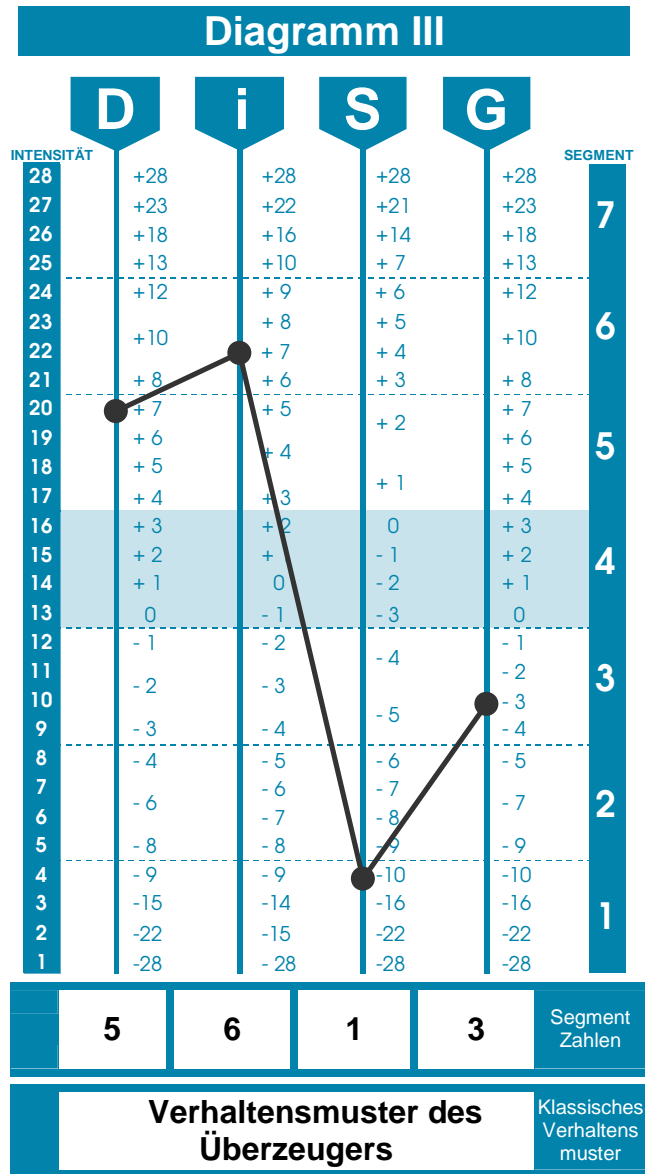 Diagramm III
D i S G
INTENSITÄT SEGMENT
28 +28 +28 +28 +28
27 +23 +22 +21 +23 7
26 +18 +16 +14 +18
25 +13 +10 + 7 +13
24 +12 + 9 + 6 +12
23 + 8 + 5 6
+10 +10
22 + 7 + 4
21 + 8 + 6 + 3 + 8
20 + 7 + 5 + 7
+ 2
19 + 6 + 6 5
+ 4
18 + 5 + 5
+ 1
17 + 4 + 3 + 4
16 + 3 + 2 0 + 3
15 + 2 + - 1 + 2 4
14 + 1 0 - 2 + 1
13 0 - 1 - 3 0
12 - 1 - 2 - 1
- 4
11 - 2 3
- 2 - 3
10 - 3
- 5
9 - 3 - 4 - 4
8 - 4 - 5 - 6 - 5
7 - 6 - 7
- 6 - 7 2
6 - 7 - 8
5 - 8 - 8 - 9 - 9
4 - 9 - 9 -10 -10
3 -15 -14 -16 -16 1
2 -22 -15 -22 -22
1 -28 - 28 -28 -28
5 6 1 3 Segment
Zahlen
Verhaltensmuster des
Überzeugers
Klassisches
Verhaltens
muster